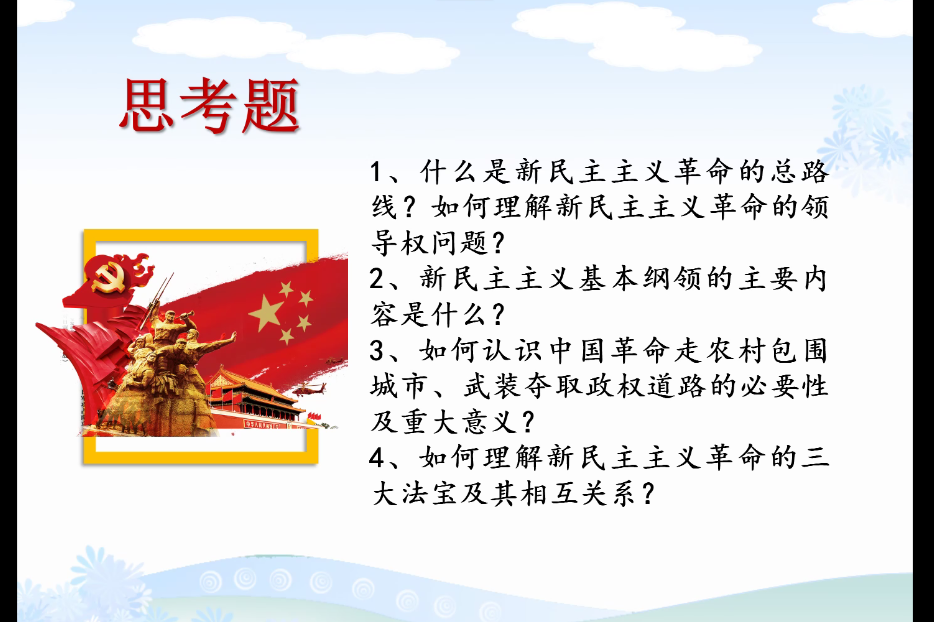 思考题
1、什么是新民主主义革命的总路
线？如何理解新民主主义革命的领
导权问题？
2、新民主主义基本纲领的主要内
容是什么？
3、如何认识中国革命走农村包围
城市、武装夺取政权道路的必要性
及重大意义？
4、如何理解新民主主义革命的三
大法宝及其相互关系？